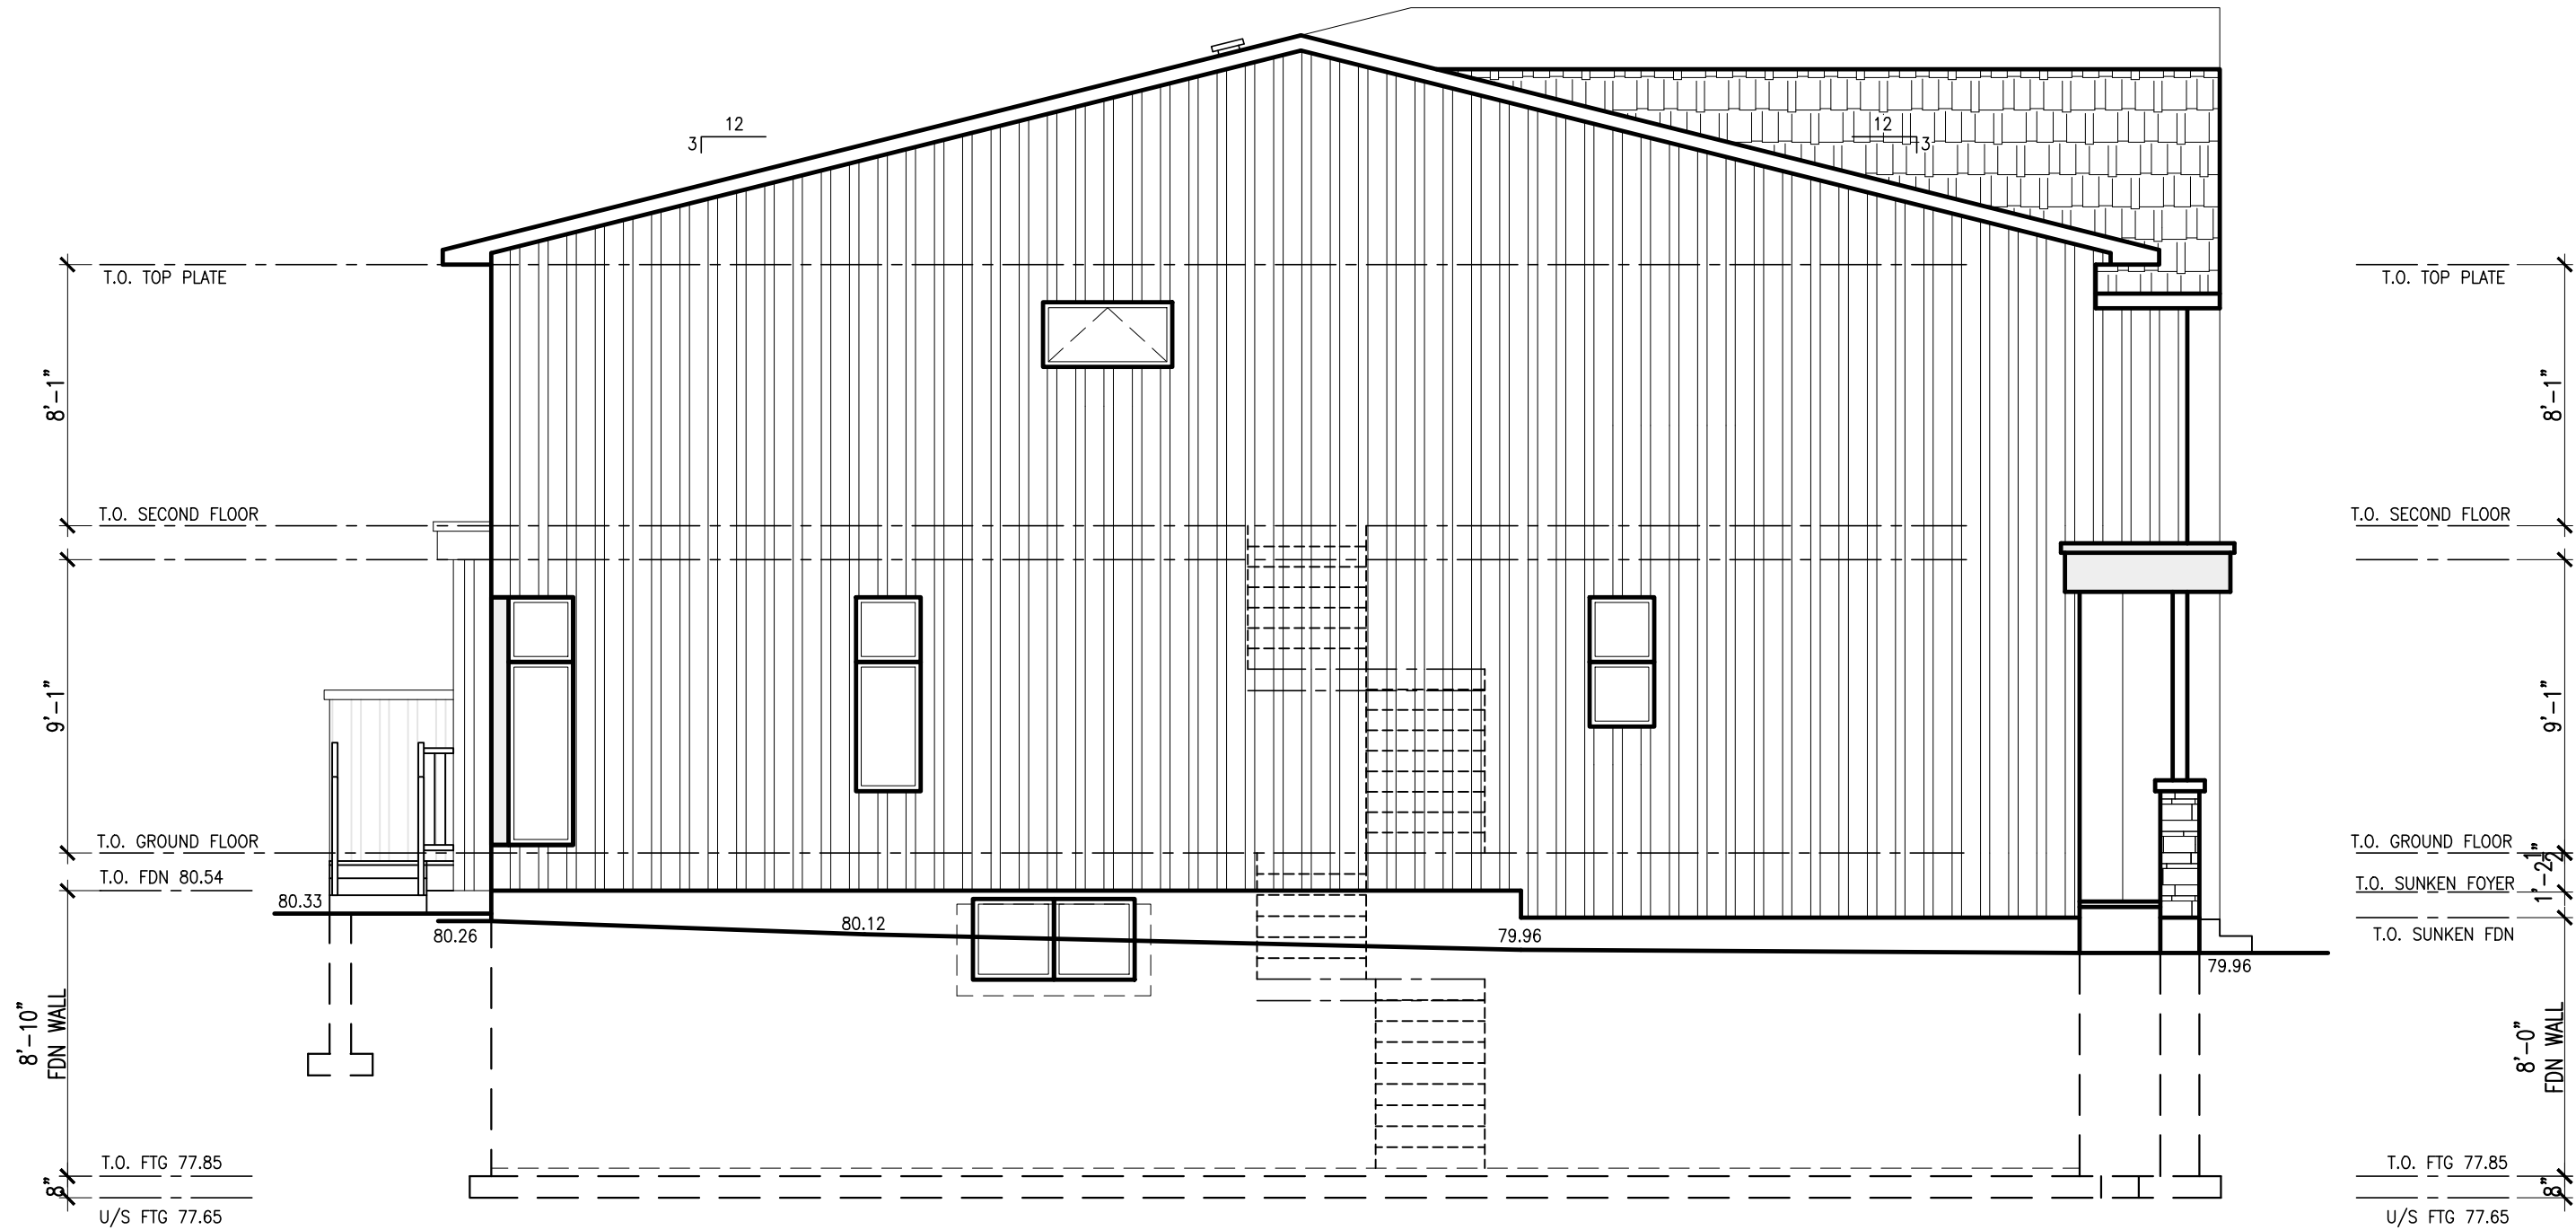 12
3
12
3
T.O. TOP PLATE
T.O. TOP PLATE
8'-1"
8'-1"
T.O. SECOND FLOOR
T.O. SECOND FLOOR
9'-1"
9'-1"
T.O. GROUND FLOOR
T.O. GROUND FLOOR
1'-2½"
T.O. FDN 80.54
T.O. SUNKEN FOYER
80.33
80.26
80.12
79.96
T.O. SUNKEN FDN
79.96
8'-10"
FDN WALL
8'-0"
FDN WALL
T.O. FTG 77.85
T.O. FTG 77.85
8"
8"
U/S FTG 77.65
U/S FTG 77.65